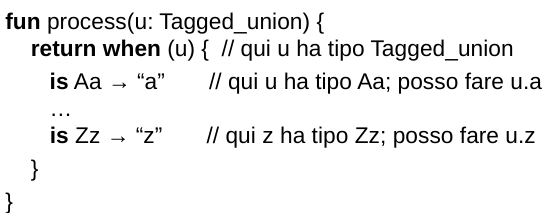 fun process(u: Tagged_union) {
return when (u) { // qui u ha tipo Tagged_union
is Aa → “a” // qui u ha tipo Aa; posso fare u.a
…
is Zz → “z” // qui z ha tipo Zz; posso fare u.z
}
}